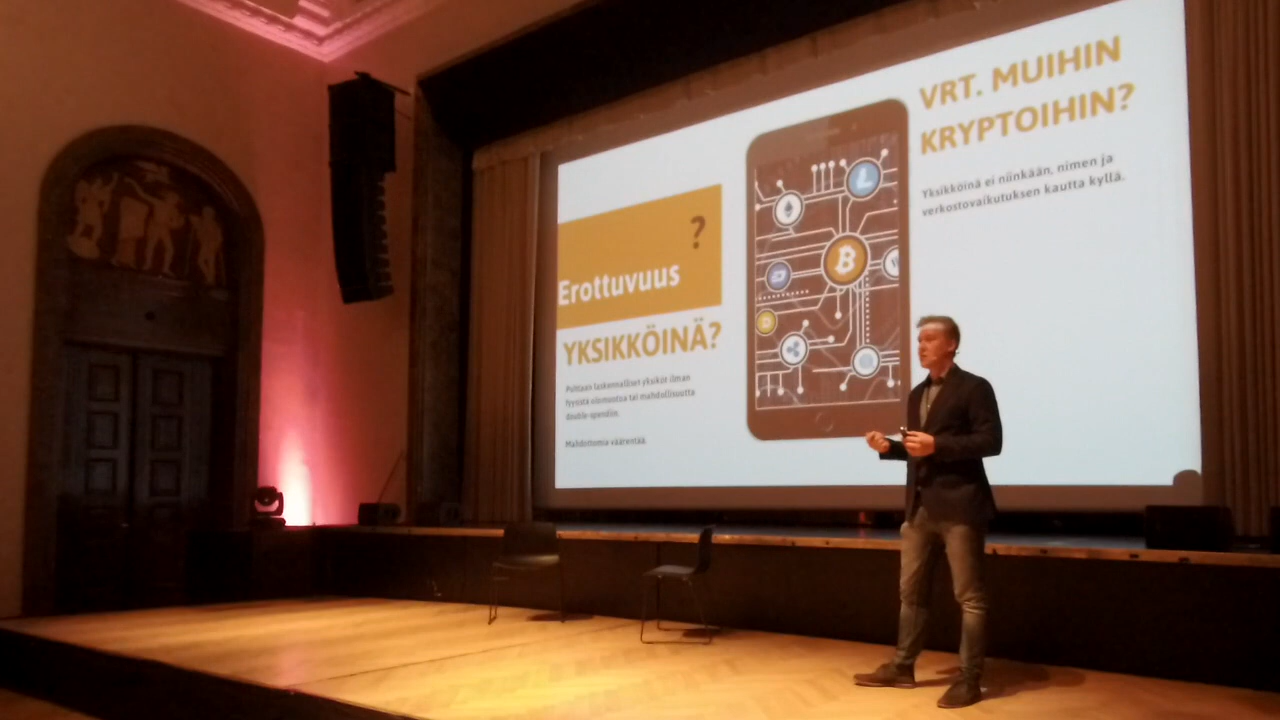 ?
Erottuvuus
YKSIKKÖINÄ?
Puhtaan laskennalliset yksiköt ilman
fyysistä olomuotoa tai mahdollisuutta
double-spendiin.
Mahdottomia väärentää.
VRT. MUIHIN
KRYPTOIHIN?
Yksikköinä ei niinkään, nimen ja
verkostovaikutuksen kautta kyllä.